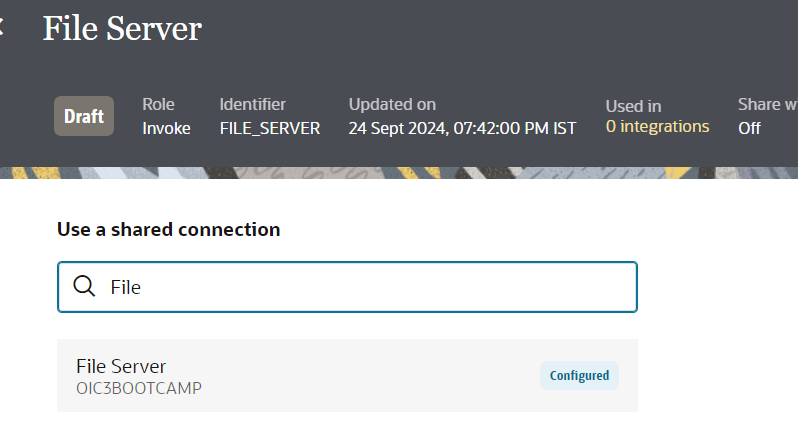 File Server
Draft
Role
Invoke
Identifier
FILE_SERVER
Updated on
24 Sept 2024, 07:42:00 PM IST
Used in
0 integrations
Share w
Off
Use a shared connection
File
File Server
OIC3BOOTCAMP
Configured